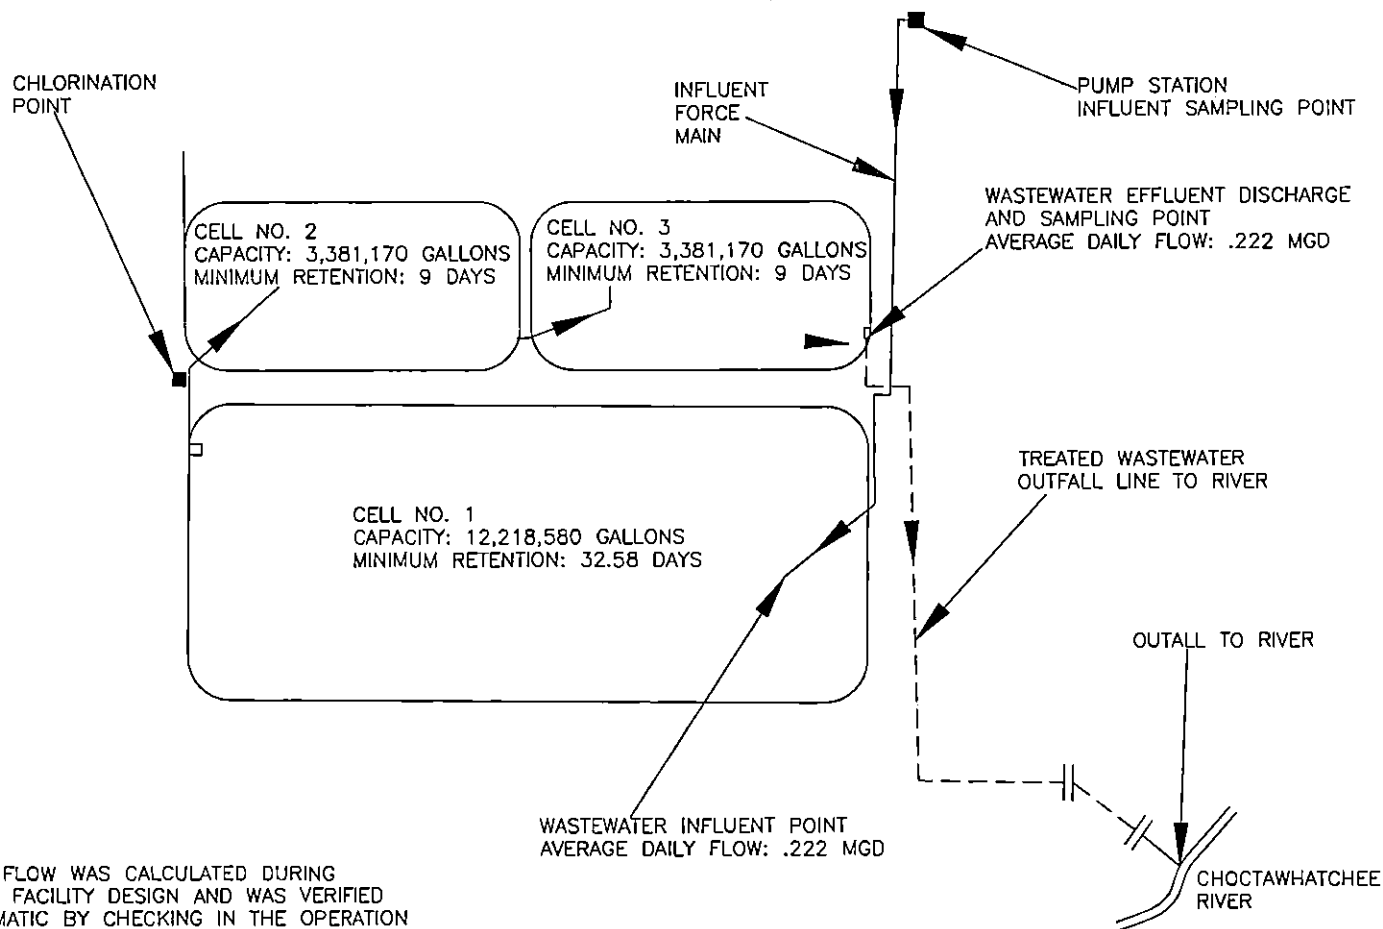 CHLORINATION
POINT
INFLUENT
FORCE
MAIN
PUMP STATION
INFLUENT SAMPLING POINT
WASTEWATER EFFLUENT DISCHARGE
AND SAMPLING POINT
AVERAGE DAILY FLOW: .222 MGD
CELL NO. 2
CAPACITY: 3,381,170 GALLONS
MINIMUM RETENTION: 9 DAYS
CELL NO. 3
CAPACITY: 3,381,170 GALLONS
MINIMUM RETENTION: 9 DAYS
TREATED WASTEWATER
OUTFALL LINE TO RIVER
CELL NO. 1
CAPACITY: 12,218,580 GALLONS
MINIMUM RETENTION: 32.58 DAYS
OUTALL TO RIVER
WASTEWATER INFLUENT POINT
AVERAGE DAILY FLOW: .222 MGD
CHOCTAWHATCHEE
RIVER
FLOW WAS CALCULATED DURING
FACILITY DESIGN AND WAS VERIFIED
MATIC BY CHECKING IN THE OPERATION